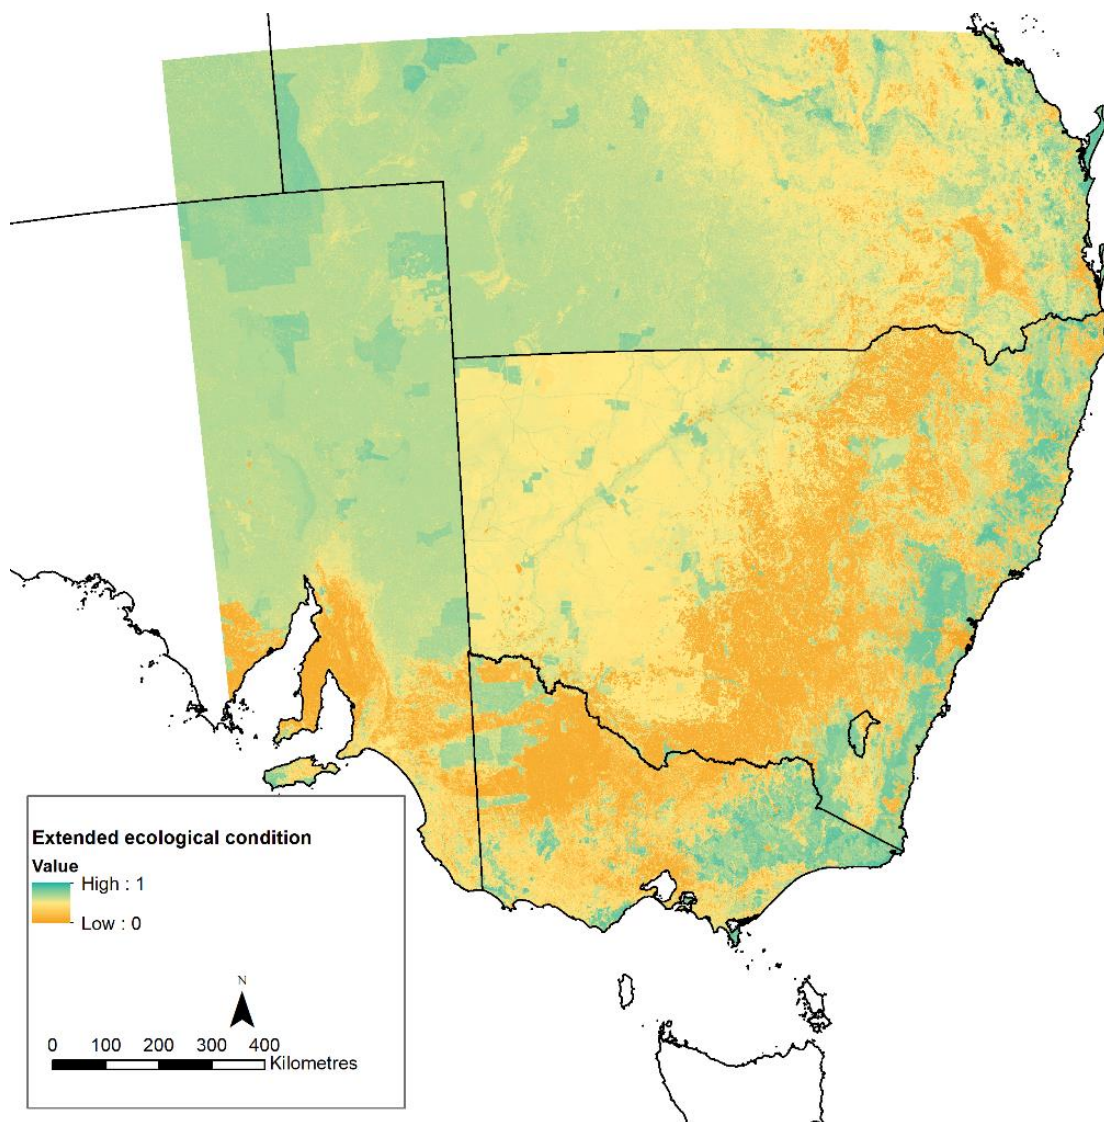 Extended ecological condition
Value
High : 1
Low : 0
N
0 100 200 300 400
Kilometres